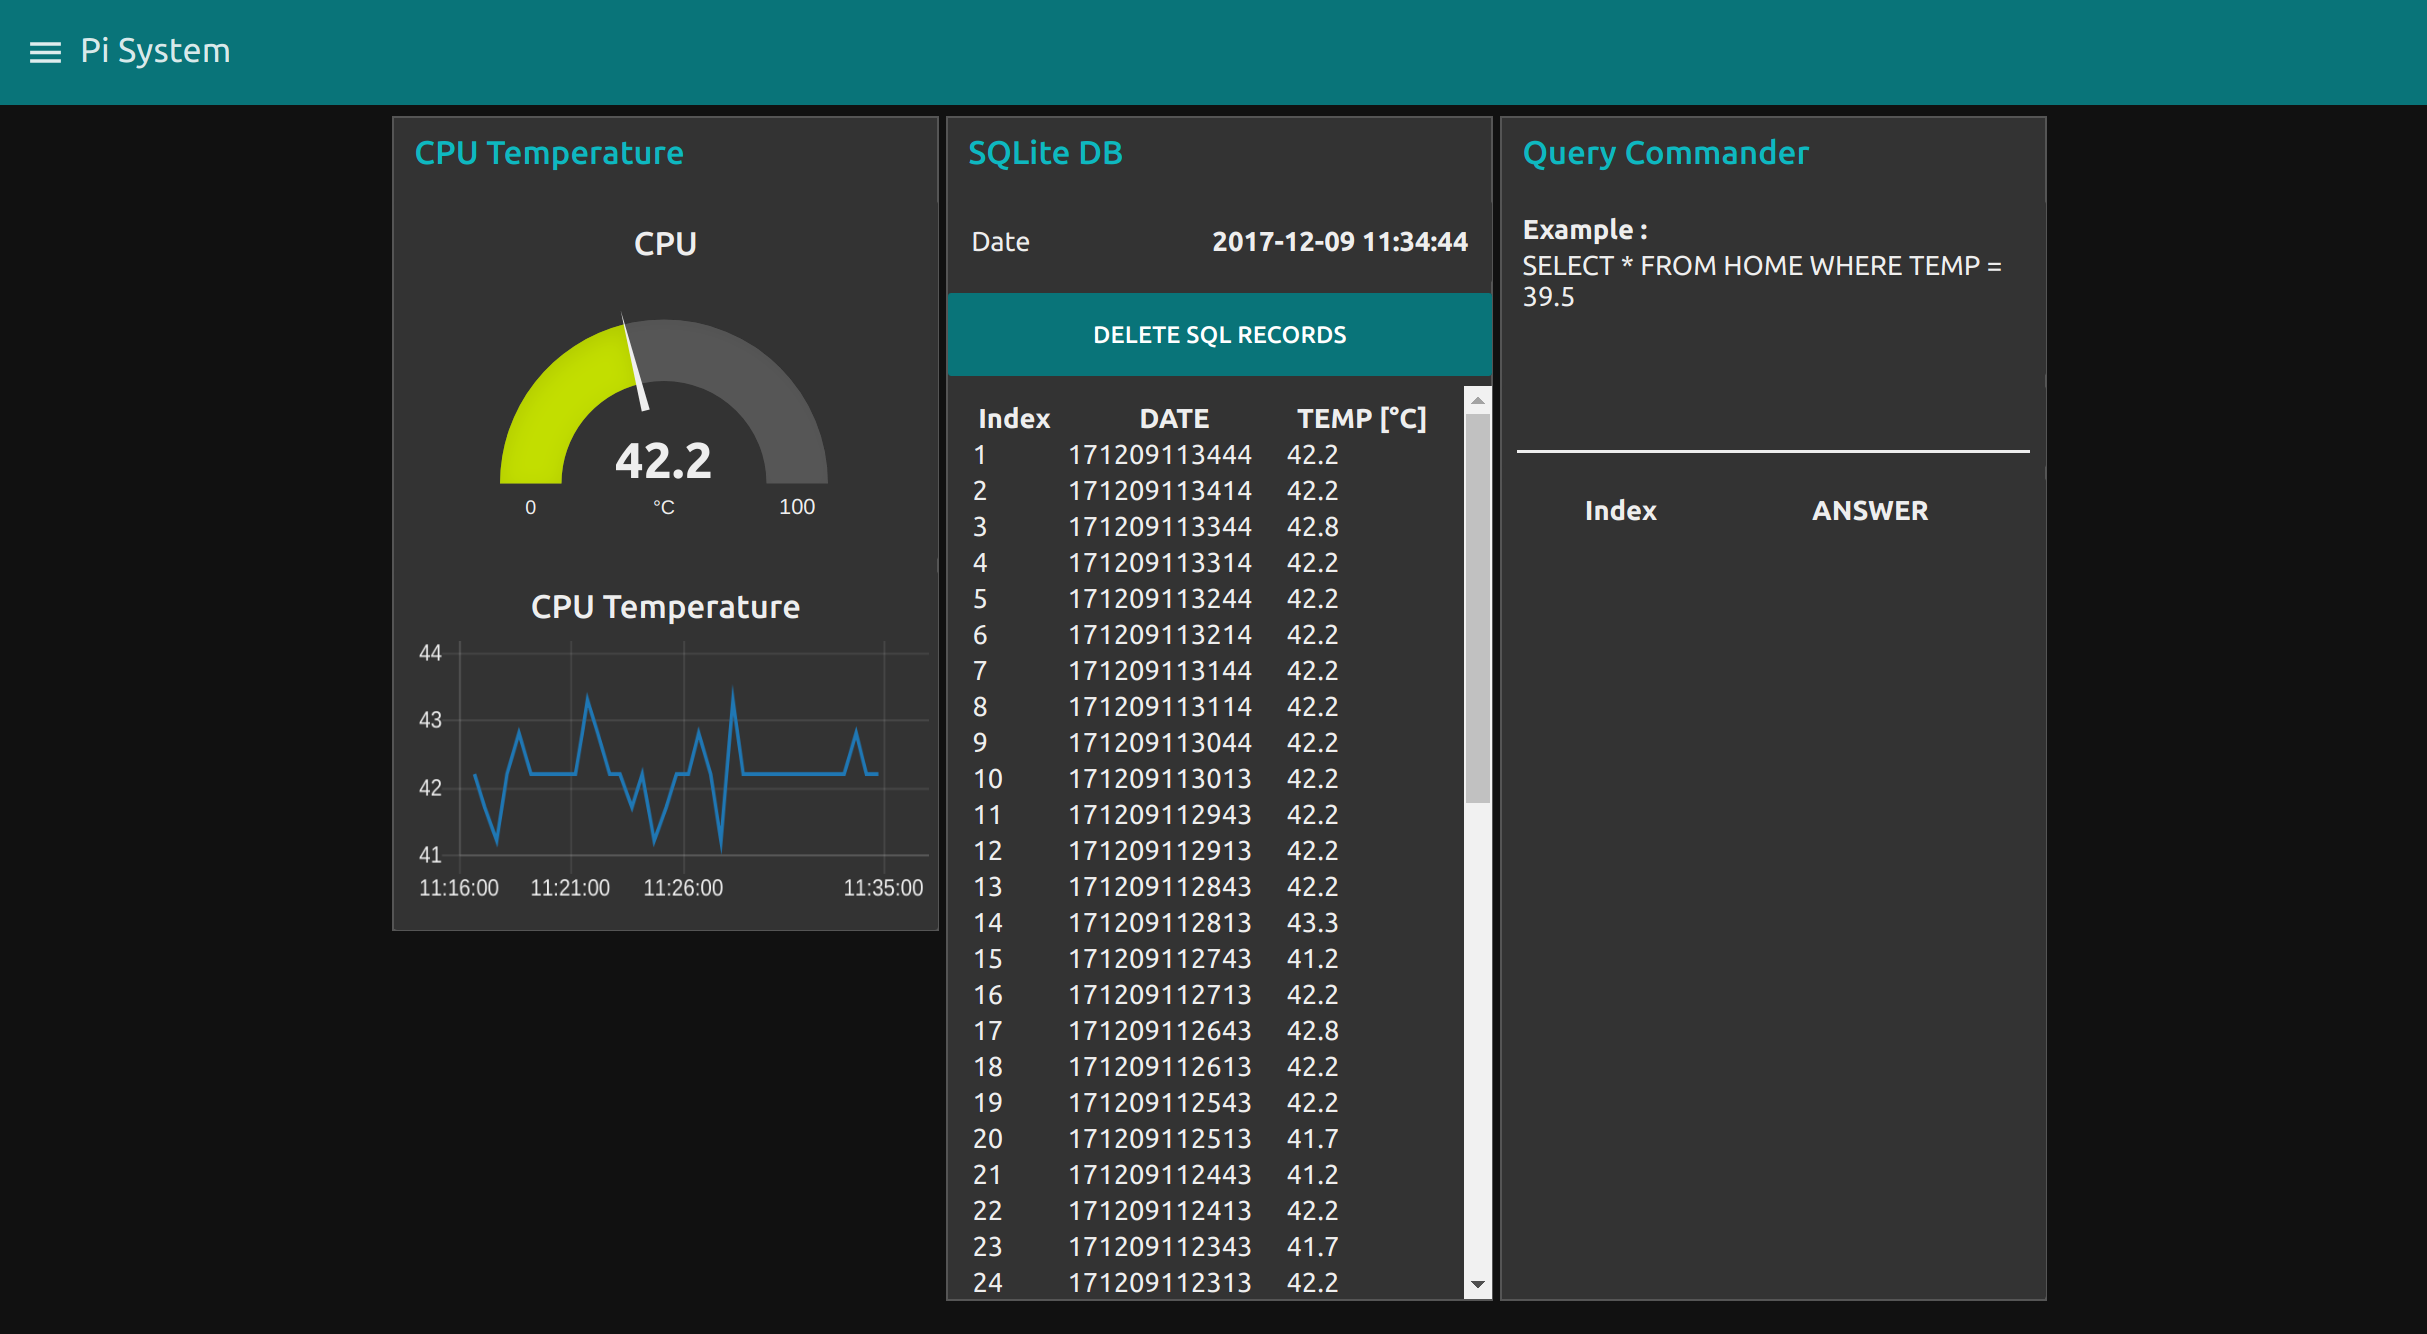 Pi System
CPU Temperature
CPU
42.2
0 °C 100
CPU Temperature
44
43
42
41
11:16:00 11:21:00 11:26:00 11:35:00
SQLite DB
Date 2017-12-09 11:34:44
DELETE SQL RECORDS
Index DATE TEMP [°C]
1 171209113444 42.2
2 171209113414 42.2
3 171209113344 42.8
4 171209113314 42.2
5 171209113244 42.2
6 171209113214 42.2
7 171209113144 42.2
8 171209113114 42.2
9 171209113044 42.2
10 171209113013 42.2
11 171209112943 42.2
12 171209112913 42.2
13 171209112843 42.2
14 171209112813 43.3
15 171209112743 41.2
16 171209112713 42.2
17 171209112643 42.8
18 171209112613 42.2
19 171209112543 42.2
20 171209112513 41.7
21 171209112443 41.2
22 171209112413 42.2
23 171209112343 41.7
24 171209112313 42.2
Query Commander
Example :
SELECT * FROM HOME WHERE TEMP =
39.5
Index ANSWER